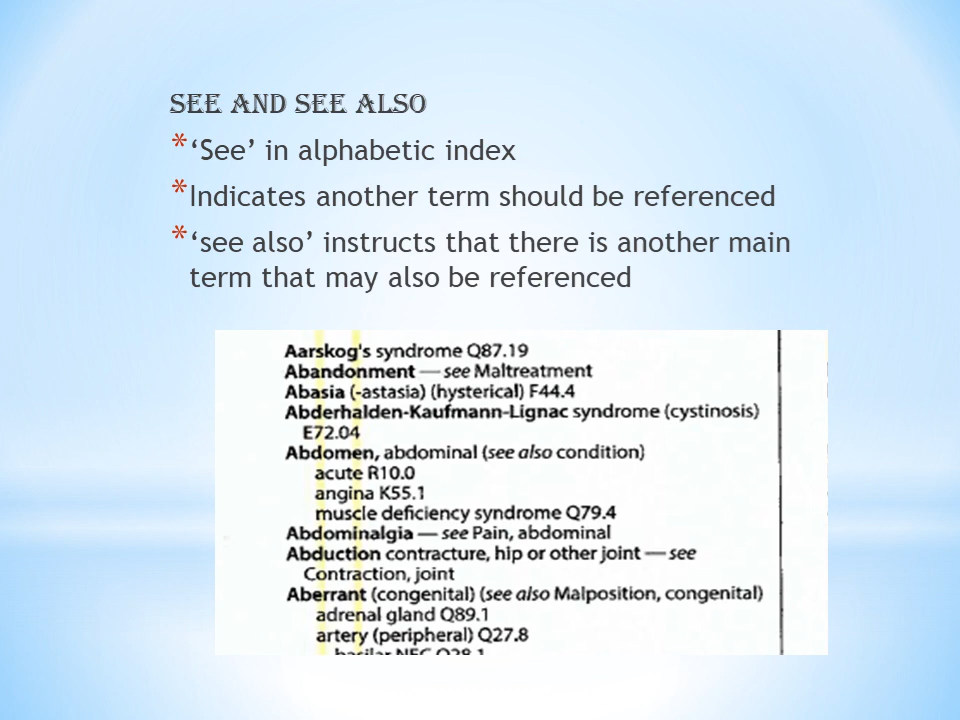 SEE AND SEE ALSO
* ‘See’ in alphabetic index
* Indicates another term should be referenced
* ‘see also’ instructs that there is another main
term that may also be referenced
Aarskog's syndrome Q87.19
Abandonment — see Maltreatment
Abasia (-astasia) (hysterical) F44.4
Abderhalden-Kaufmann-Lignac syndrome (cystinosis)
E72.04
Abdomen, abdominal (see also condition)
acute R10.0
angina K55.1
muscle deficiency syndrome Q79.4
Abdominalgia — see Pain, abdominal
Abduction contracture, hip or other joint — see
Contraction, joint
Aberrant (congenital) (see also Malposition, congenital)
adrenal gland Q89.1
artery (peripheral) Q27.8
basilar NEC Q28.1